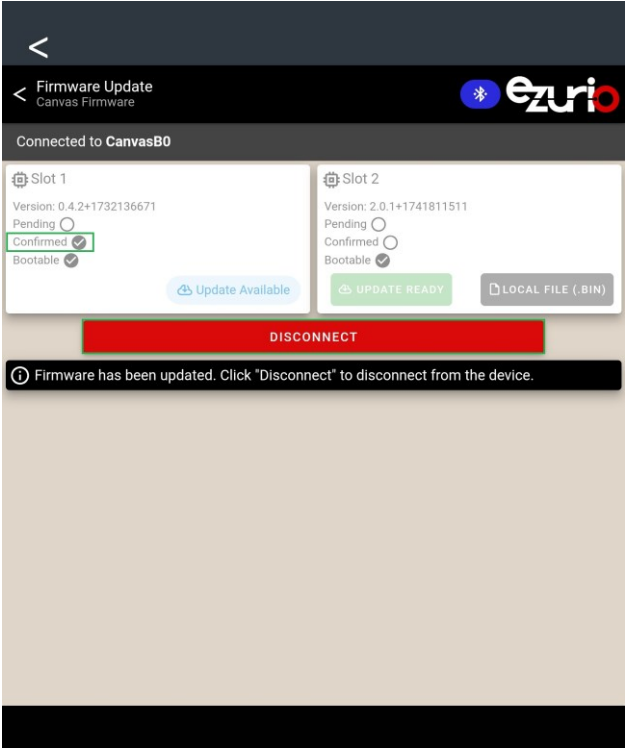 <
< Firmware Update
Canvas Firmware
ezurio
Connected to CanvasB0
Slot 1
Version: 0.4.2+1732136671
Pending
Confirmed
Bootable
Update Available
Slot 2
Version: 2.0.1+1741811511
Pending
Confirmed
Bootable
UPDATE READY
LOCAL FILE (.BIN)
DISCONNECT
Firmware has been updated. Click "Disconnect" to disconnect from the device.